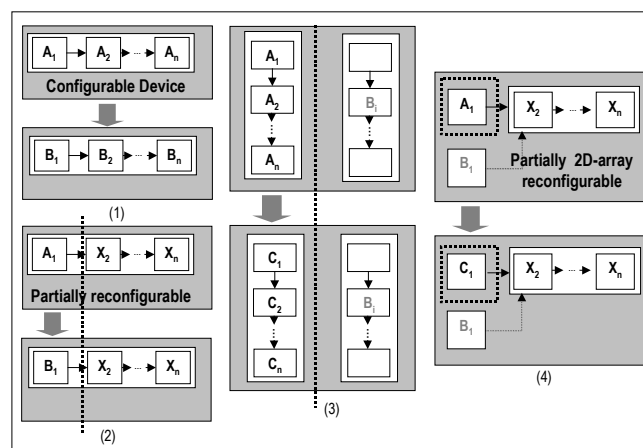 A1 A2 ... An
Configurable Device
B1 B2 ... Bn
(1)
A1 X2 ... Xn
Partially reconfigurable
B1 X2 ... Xn
(2)
A1
A2
...
An
Bi
...
C1
C2
...
Cn
Bi
...
(3)
A1 X2 ... Xn
B1
Partially 2D-array
reconfigurable
C1 X2 ... Xn
B1
(4)